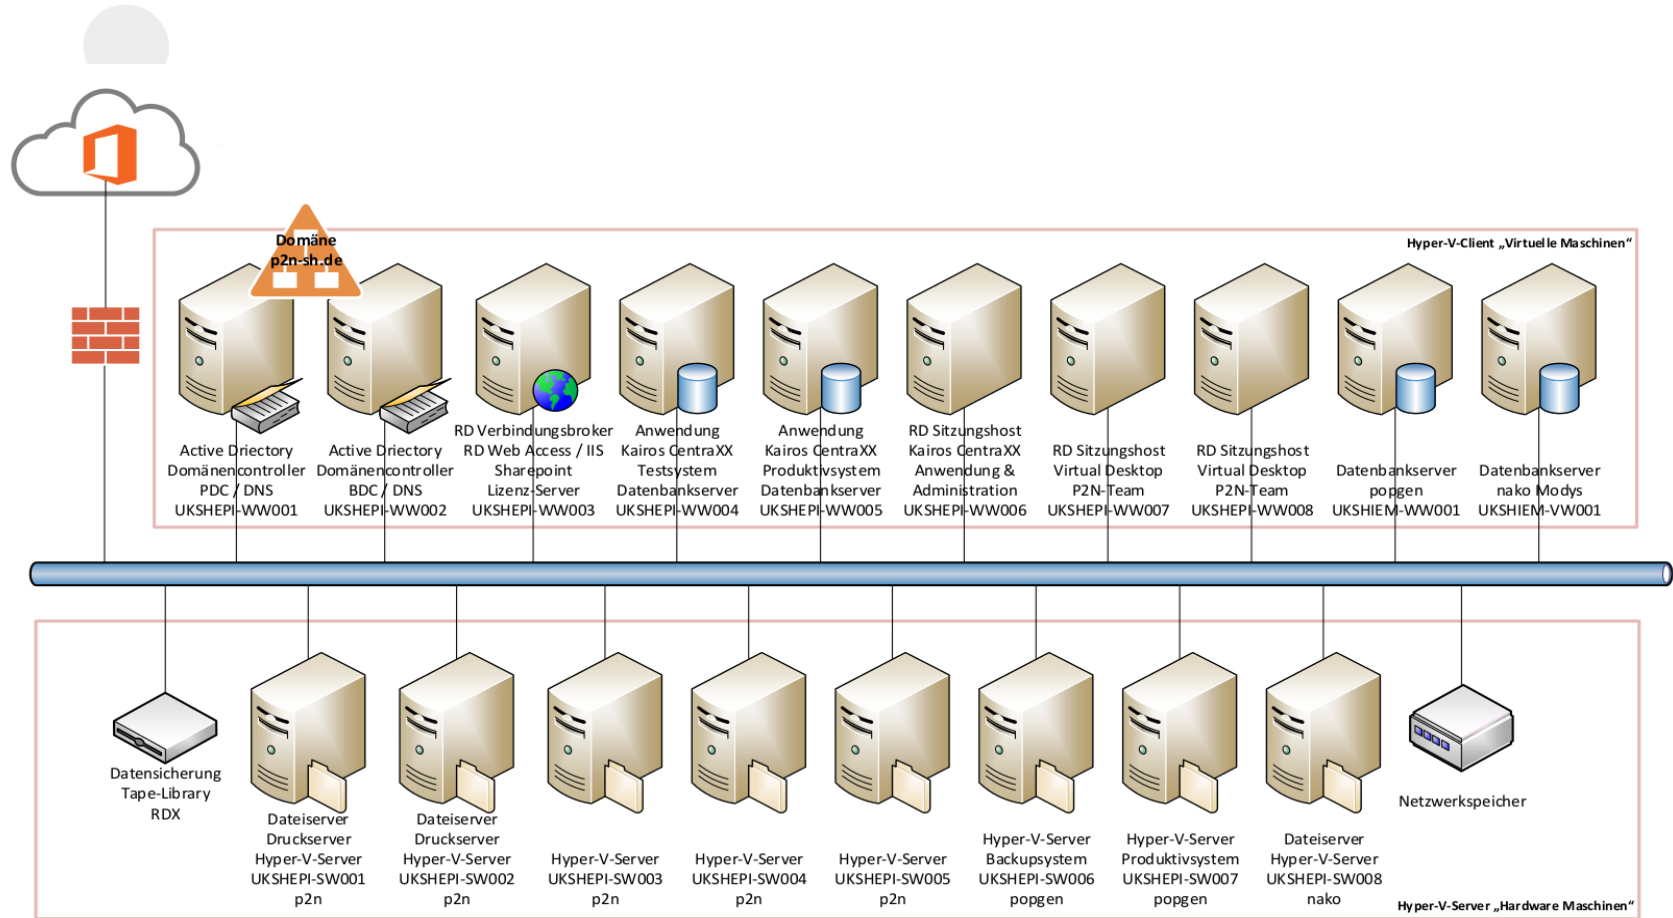 Domäne
p2n-sh.de
Hyper-V-Client „Virtuelle Maschinen“
Active Driectory
Domänencontroller
PDC / DNS
UKSHEPI-WW001
Active Driectory
Domänencontroller
BDC / DNS
UKSHEPI-WW002
RD Verbindungsbroker
RD Web Access / IIS
Sharepoint
Lizenz-Server
UKSHEPI-WW003
Anwendung
Kairos CentraXX
Testsystem
Datenbankserver
UKSHEPI-WW004
Anwendung
Kairos CentraXX
Produktivsystem
Datenbankserver
UKSHEPI-WW005
RD Sitzungshost
Kairos CentraXX
Anwendung &
Administration
UKSHEPI-WW006
RD Sitzungshost
Virtual Desktop
P2N-Team
UKSHEPI-WW007
RD Sitzungshost
Virtual Desktop
P2N-Team
UKSHEPI-WW008
Datenbankserver
popgen
UKSHIEM-WW001
Datenbankserver
nako Modys
UKSHIEM-VW001
Datensicherung
Tape-Library
RDX
Dateiserver
Druckserver
Hyper-V-Server
UKSHEPI-SW001
p2n
Dateiserver
Druckserver
Hyper-V-Server
UKSHEPI-SW002
p2n
Hyper-V-Server
UKSHEPI-SW003
p2n
Hyper-V-Server
UKSHEPI-SW004
p2n
Hyper-V-Server
UKSHEPI-SW005
p2n
Hyper-V-Server
Backupsystem
UKSHEPI-SW006
popgen
Hyper-V-Server
Produktivsystem
UKSHEPI-SW007
popgen
Dateiserver
Hyper-V-Server
UKSHEPI-SW008
nako
Netzwerkspeicher
Hyper-V-Server „Hardware Maschinen“